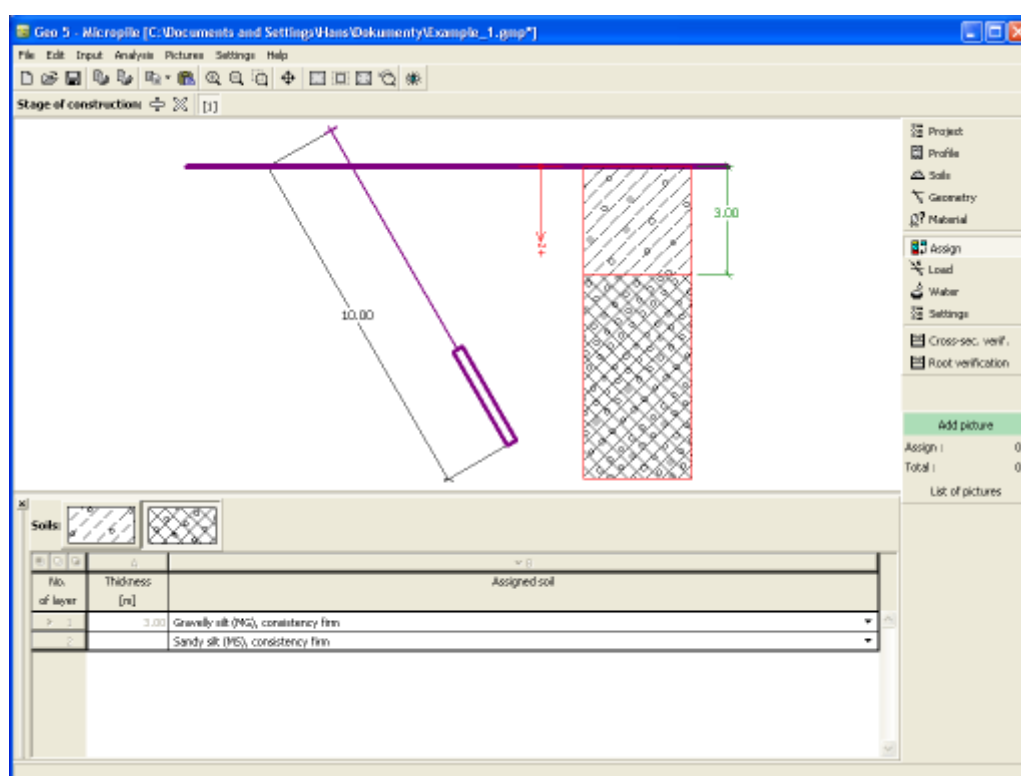 Geo 5 - Micropile [C:\Documents and Settings\Hans\Dokumenty\Example_1.gmp*]
File Edit Input Analysis Pictures Settings Help
Stage of construction: [1]
Project
Profile
Soils
Geometry
Material
Assign
Load
Water
Settings
Cross-sec. verif.
Root verification
Add picture
Assign : 0
Total : 0
List of pictures
10.00
+z
3.00
Soils:
No. of layer
Thickness [m]
Assigned soil
1 3.00 Gravelly silt (MG), consistency firm
2 Sandy silt (MS), consistency firm